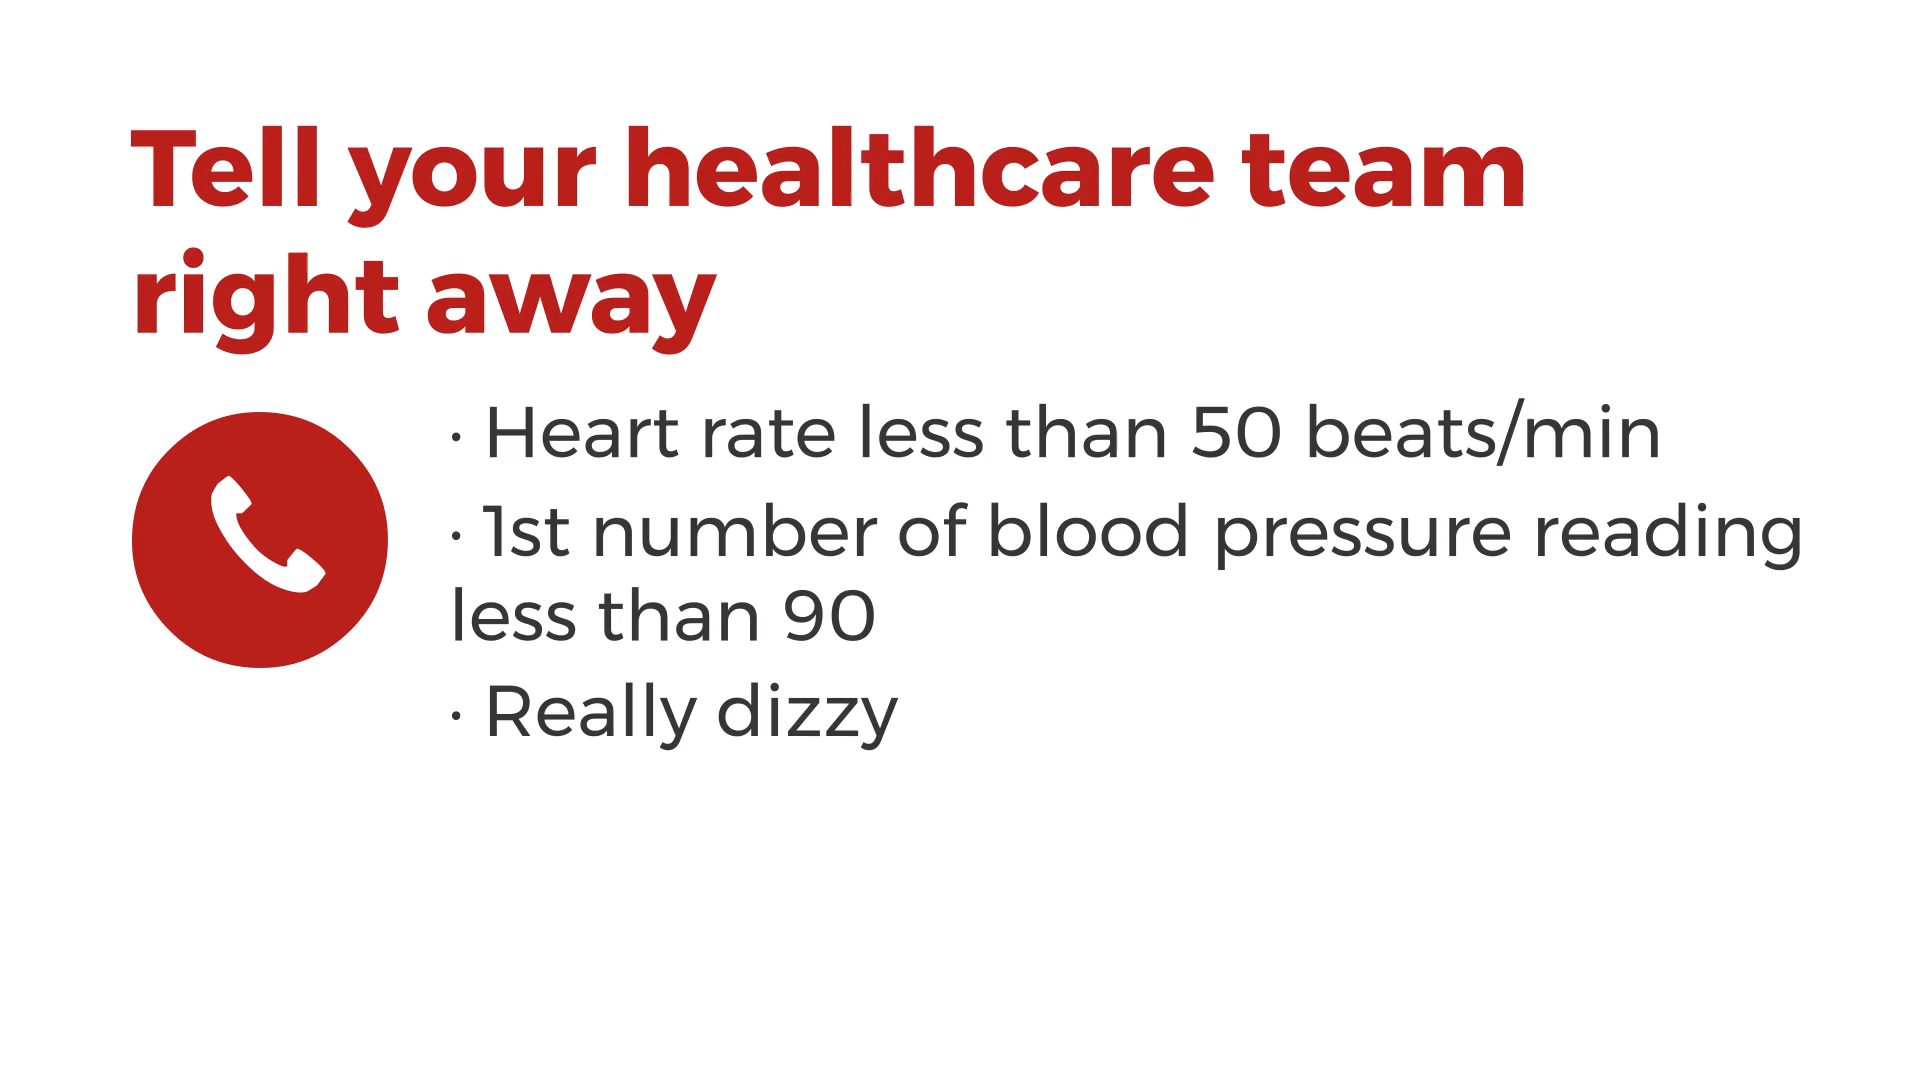 Tell your healthcare team
right away
· Heart rate less than 50 beats/min
· 1st number of blood pressure reading
less than 90
· Really dizzy